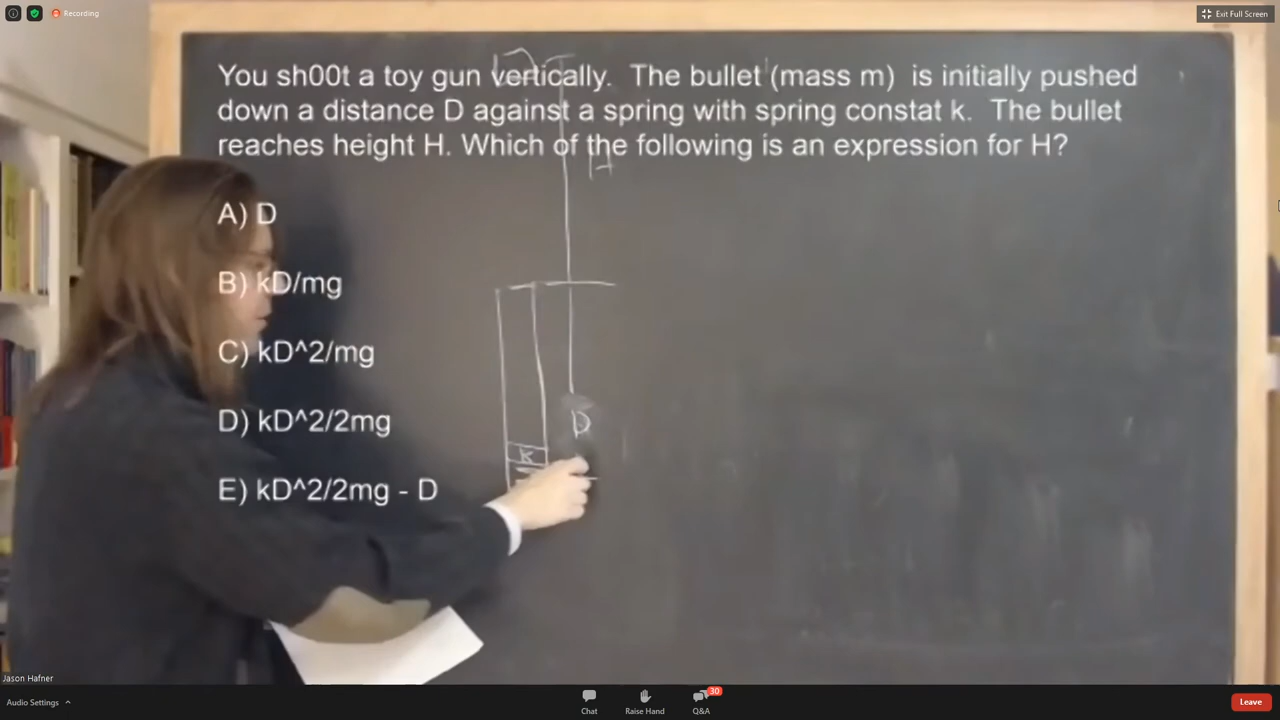 Recording
Exit Full Screen
You sh00t a toy gun vertically. The bullet (mass m) is initially pushed
down a distance D against a spring with spring constat k. The bullet
reaches height H. Which of the following is an expression for H?
H
A) D
B) kD/mg
C) kD^2/mg
D) kD^2/2mg
D
K
E) kD^2/2mg - D
Jason Hafner
Audio Settings
Chat
Raise Hand
30
Q&A
Leave